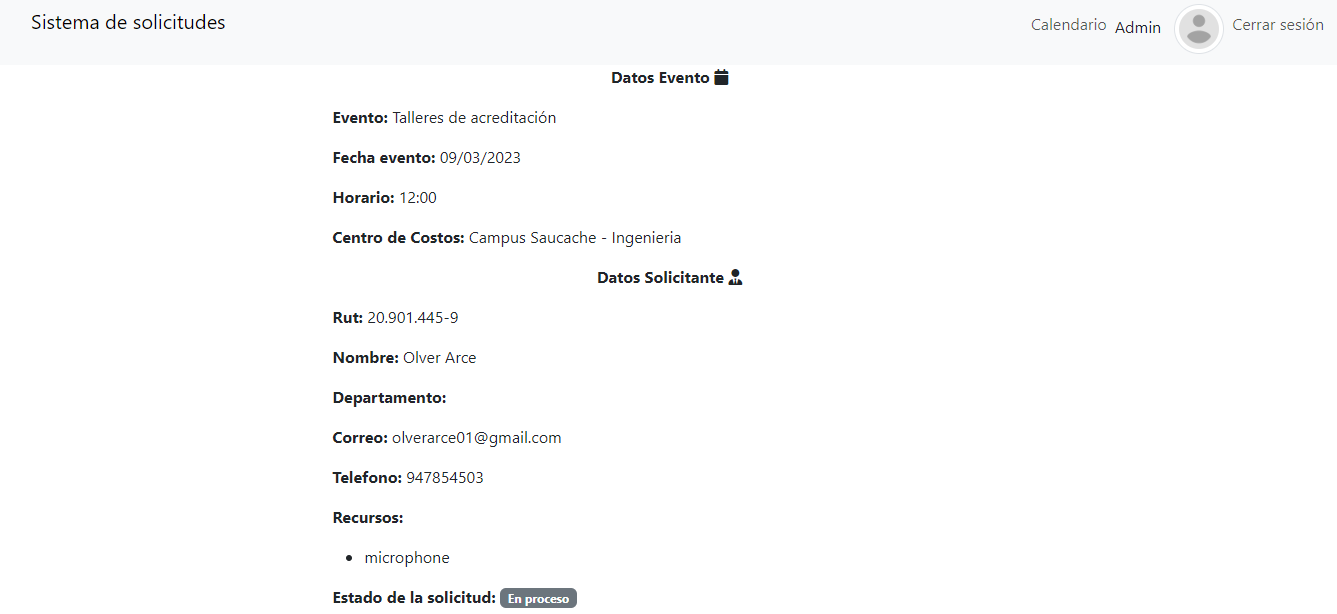 Sistema de solicitudes
Calendario Admin Cerrar sesión
Datos Evento
Evento: Talleres de acreditación
Fecha evento: 09/03/2023
Horario: 12:00
Centro de Costos: Campus Saucache - Ingenieria
Datos Solicitante
Rut: 20.901.445-9
Nombre: Olver Arce
Departamento:
Correo: olverarce01@gmail.com
Telefono: 947854503
Recursos:
• microphone
Estado de la solicitud: En proceso